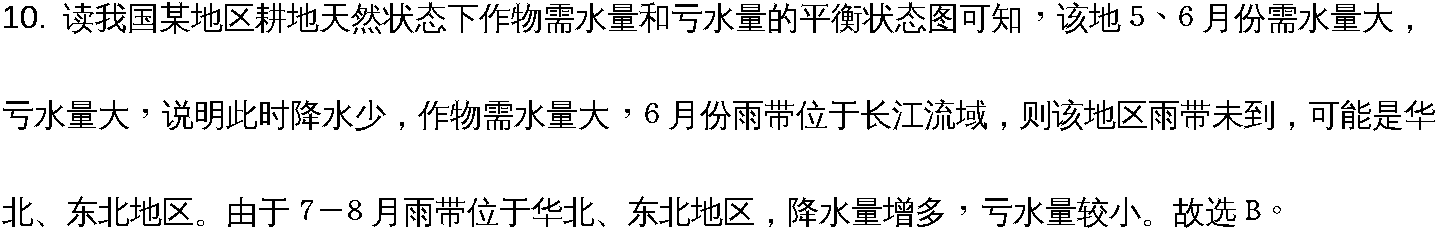 10. 读我国某地区耕地天然状态下作物需水量和亏水量的平衡状态图可知，该地 5、6 月份需水量大，
亏水量大，说明此时降水少，作物需水量大，6 月份雨带位于长江流域，则该地区雨带未到，可能是华
北、东北地区。由于 7－8 月雨带位于华北、东北地区，降水量增多，亏水量较小。故选 B。